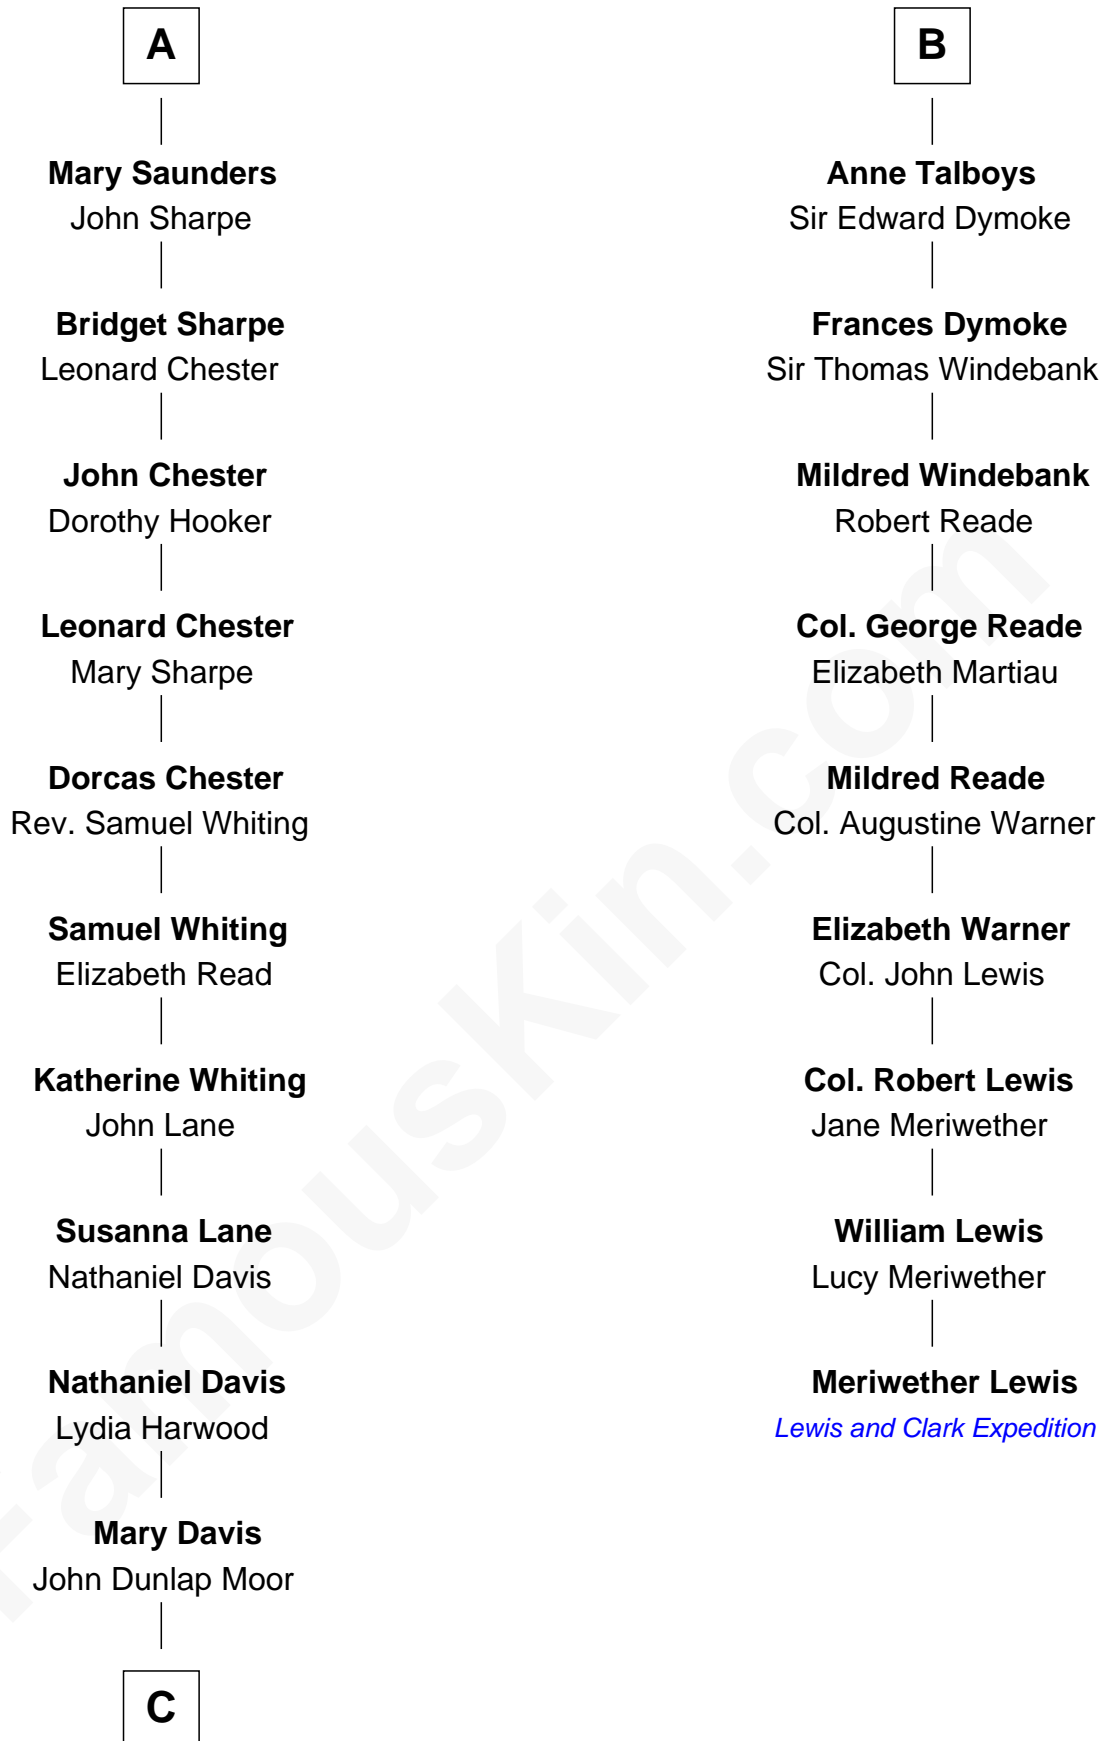 A
Mary Saunders
John Sharpe
Bridget Sharpe
Leonard Chester
John Chester
Dorothy Hooker
Leonard Chester
Mary Sharpe
Dorcas Chester
Rev. Samuel Whiting
Samuel Whiting
Elizabeth Read
Katherine Whiting
John Lane
Susanna Lane
Nathaniel Davis
Nathaniel Davis
Lydia Harwood
Mary Davis
John Dunlap Moor
C
B
Anne Talboys
Sir Edward Dymoke
Frances Dymoke
Sir Thomas Windebank
Mildred Windebank
Robert Reade
Col. George Reade
Elizabeth Martiau
Mildred Reade
Col. Augustine Warner
Elizabeth Warner
Col. John Lewis
Col. Robert Lewis
Jane Meriwether
William Lewis
Lucy Meriwether
Meriwether Lewis
Lewis and Clark Expedition
FamousKin.com